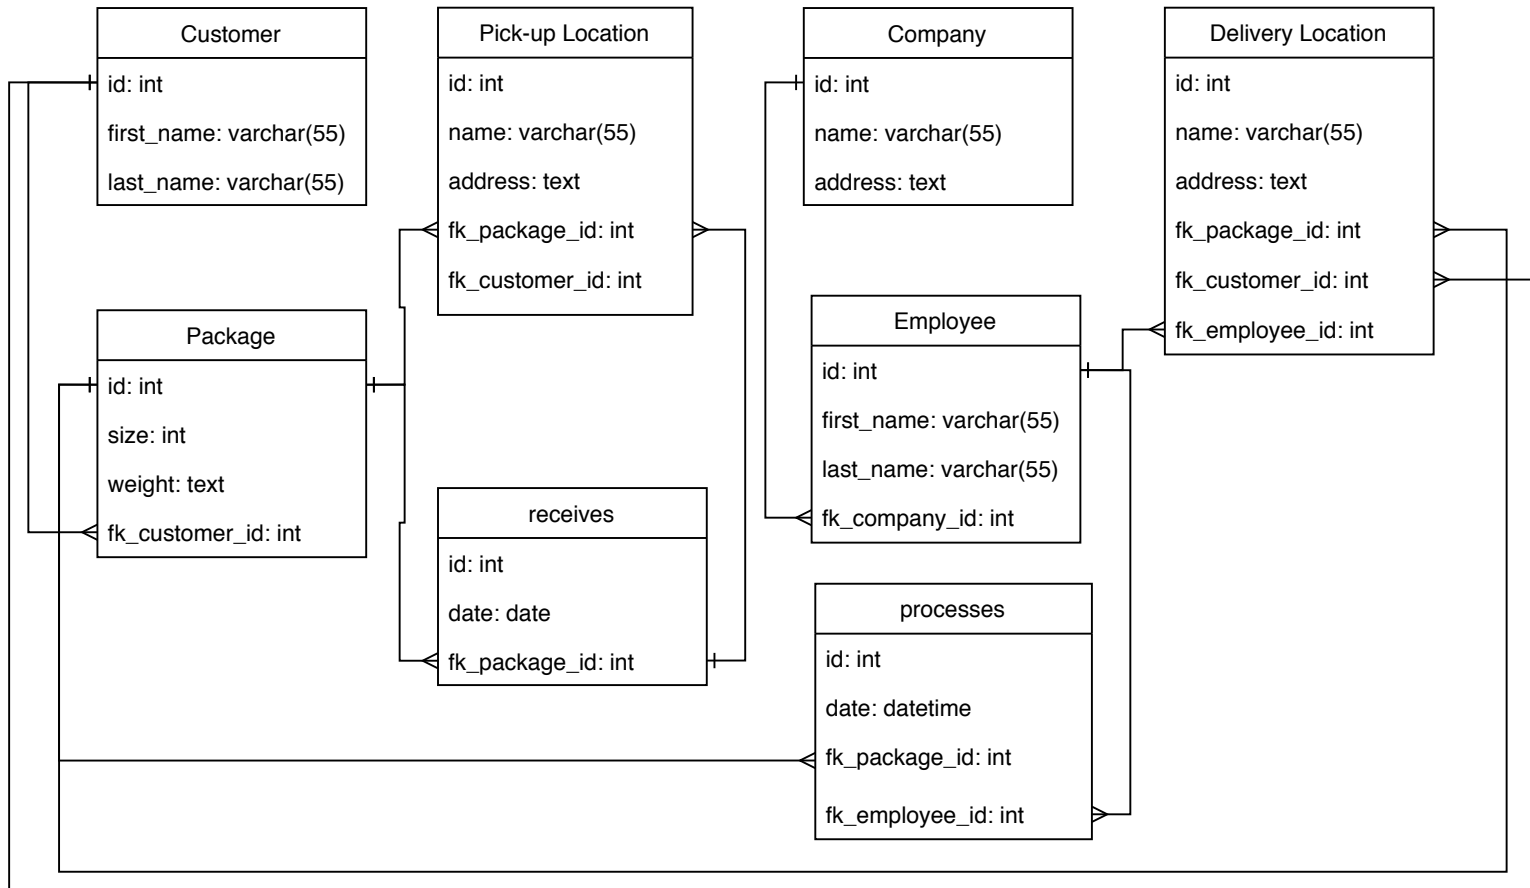 Customer
id: int
first_name: varchar(55)
last_name: varchar(55)
Pick-up Location
id: int
name: varchar(55)
address: text
fk_package_id: int
fk_customer_id: int
Company
id: int
name: varchar(55)
address: text
Delivery Location
id: int
name: varchar(55)
address: text
fk_package_id: int
fk_customer_id: int
fk_employee_id: int
Package
id: int
size: int
weight: text
fk_customer_id: int
Employee
id: int
first_name: varchar(55)
last_name: varchar(55)
fk_company_id: int
receives
id: int
date: date
fk_package_id: int
processes
id: int
date: datetime
fk_package_id: int
fk_employee_id: int